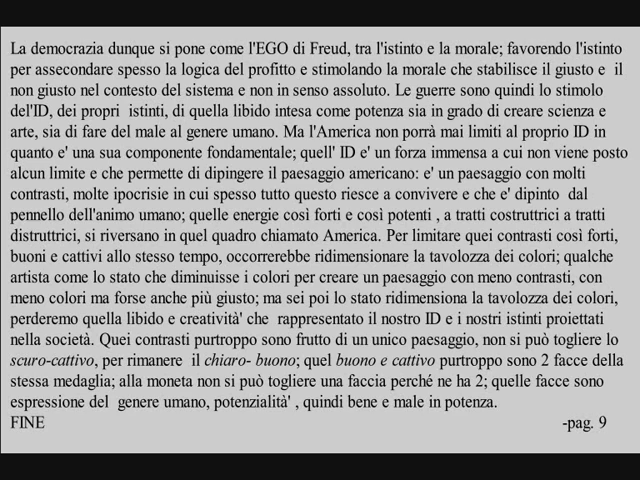 La democrazia dunque si pone come l'EGO di Freud, tra l'istinto e la morale; favorendo l'istinto
per assecondare spesso la logica del profitto e stimolando la morale che stabilisce il giusto e  il
non giusto nel contesto del sistema e non in senso assoluto. Le guerre sono quindi lo stimolo
del'ID, dei propri  istinti, di quella libido intesa come potenza sia in grado di creare scienza e
arte, sia di fare del male al genere umano. Ma l'America non porrà mai limiti al proprio ID in
quanto e' una sua componente fondamentale; quell' ID e' un forza immensa a cui non viene posto
alcun limite e che permette di dipingere il paesaggio americano: e' un paesaggio con molti
contrasti, molte ipocrisie in cui spesso tutto questo riesce a convivere e che e' dipinto  dal
pennello dell'animo umano; quelle energie così forti e così potenti , a tratti costruttrici a tratti
distruttrici, si riversano in quel quadro chiamato America. Per limitare quei contrasti così forti,
buoni e cattivi allo stesso tempo, occorrerebbe ridimensionare la tavolozza dei colori; qualche
artista come lo stato che diminuisse i colori per creare un paesaggio con meno contrasti, con
meno colori ma forse anche più giusto; ma sei poi lo stato ridimensiona la tavolozza dei colori,
perderemo quella libido e creatività' che  rappresentato il nostro ID e i nostri istinti proiettati
nella società. Quei contrasti purtroppo sono frutto di un unico paesaggio, non si può togliere lo
scuro-cattivo, per rimanere  il chiaro- buono; quel buono e cattivo purtroppo sono 2 facce della
stessa medaglia; alla moneta non si può togliere una faccia perché ne ha 2; quelle facce sono
espressione del  genere umano, potenzialità' , quindi bene e male in potenza.
FINE -pag. 9